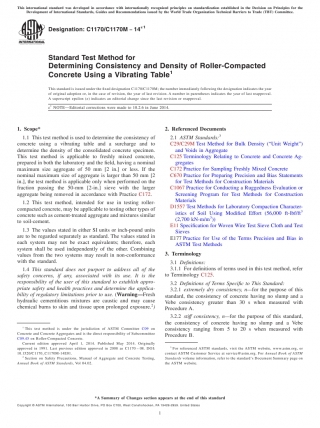 This international standard was developed in accordance with internationally recognized principles on standardization established in the Decision on Principles for the
Development of International Standards, Guides and Recommendations issued by the World Trade Organization Technical Barriers to Trade (TBT) Committee.
Designation: C1170/C1170M – 14ε1
Standard Test Method for
Determining Consistency and Density of Roller-Compacted
Concrete Using a Vibrating Table1
This standard is issued under the fixed designation C1170/C1170M; the number immediately following the designation indicates the year
of original adoption or, in the case of revision, the year of last revision. A number in parentheses indicates the year of last reapproval.
A superscript epsilon (ε) indicates an editorial change since the last revision or reapproval.
ε1 NOTE—Editorial corrections were made to 10.2.6 in June 2014.
1. Scope*
1.1 This test method is used to determine the consistency of
concrete using a vibrating table and a surcharge and to
determine the density of the consolidated concrete specimen.
This test method is applicable to freshly mixed concrete,
prepared in both the laboratory and the field, having a nominal
maximum size aggregate of 50 mm [2 in.] or less. If the
nominal maximum size of aggregate is larger than 50 mm [2
in.], the test method is applicable only when performed on the
fraction passing the 50-mm [2-in.] sieve with the larger
aggregate being removed in accordance with Practice C172.
1.2 This test method, intended for use in testing roller-
compacted concrete, may be applicable to testing other types of
concrete such as cement-treated aggregate and mixtures similar
to soil-cement.
1.3 The values stated in either SI units or inch-pound units
are to be regarded separately as standard. The values stated in
each system may not be exact equivalents; therefore, each
system shall be used independently of the other. Combining
values from the two systems may result in non-conformance
with the standard.
1.4 This standard does not purport to address all of the
safety concerns, if any, associated with its use. It is the
responsibility of the user of this standard to establish appro-
priate safety and health practices and determine the applica-
bility of regulatory limitations prior to use. (Warning—Fresh
hydraulic cementitious mixtures are caustic and may cause
chemical burns to skin and tissue upon prolonged exposure.2)
1 This test method is under the jurisdiction of ASTM Committee C09 on
Concrete and Concrete Aggregates and is the direct responsibility of Subcommittee
C09.45 on Roller-Compacted Concrete.
Current edition approved April 1, 2014. Published May 2014. Originally
approved in 1991. Last previous edition approved in 2008 as C1170 – 08. DOI:
10.1520/C1170_C1170M-14E01.
2 Section on Safety Precautions, Manual of Aggregate and Concrete Testing,
Annual Book of ASTM Standards, Vol 04.02.
2. Referenced Documents
2.1 ASTM Standards:3
C29/C29M Test Method for Bulk Density (“Unit Weight”)
and Voids in Aggregate
C125 Terminology Relating to Concrete and Concrete Ag-
gregates
C172 Practice for Sampling Freshly Mixed Concrete
C670 Practice for Preparing Precision and Bias Statements
for Test Methods for Construction Materials
C1067 Practice for Conducting a Ruggedness Evaluation or
Screening Program for Test Methods for Construction
Materials
D1557 Test Methods for Laboratory Compaction Character-
istics of Soil Using Modified Effort (56,000 ft-lbf/ft3
(2,700 kN-m/m3))
E11 Specification for Woven Wire Test Sieve Cloth and Test
Sieves
E177 Practice for Use of the Terms Precision and Bias in
ASTM Test Methods
3. Terminology
3.1 Definitions:
3.1.1 For definitions of terms used in this test method, refer
to Terminology C125.
3.2 Definitions of Terms Specific to This Standard:
3.2.1 extremely dry consistency, n—for the purpose of this
standard, the consistency of concrete having no slump and a
Vebe consistency greater than 30 s when measured with
Procedure A.
3.2.2 stiff consistency, n—for the purpose of this standard,
the consistency of concrete having no slump and a Vebe
consistency ranging from 5 to 20 s when measured with
Procedure B.
3 For referenced ASTM standards, visit the ASTM website, www.astm.org, or
contact ASTM Customer Service at service@astm.org. For Annual Book of ASTM
Standards volume information, refer to the standard's Document Summary page on
the ASTM website.
*A Summary of Changes section appears at the end of this standard
1